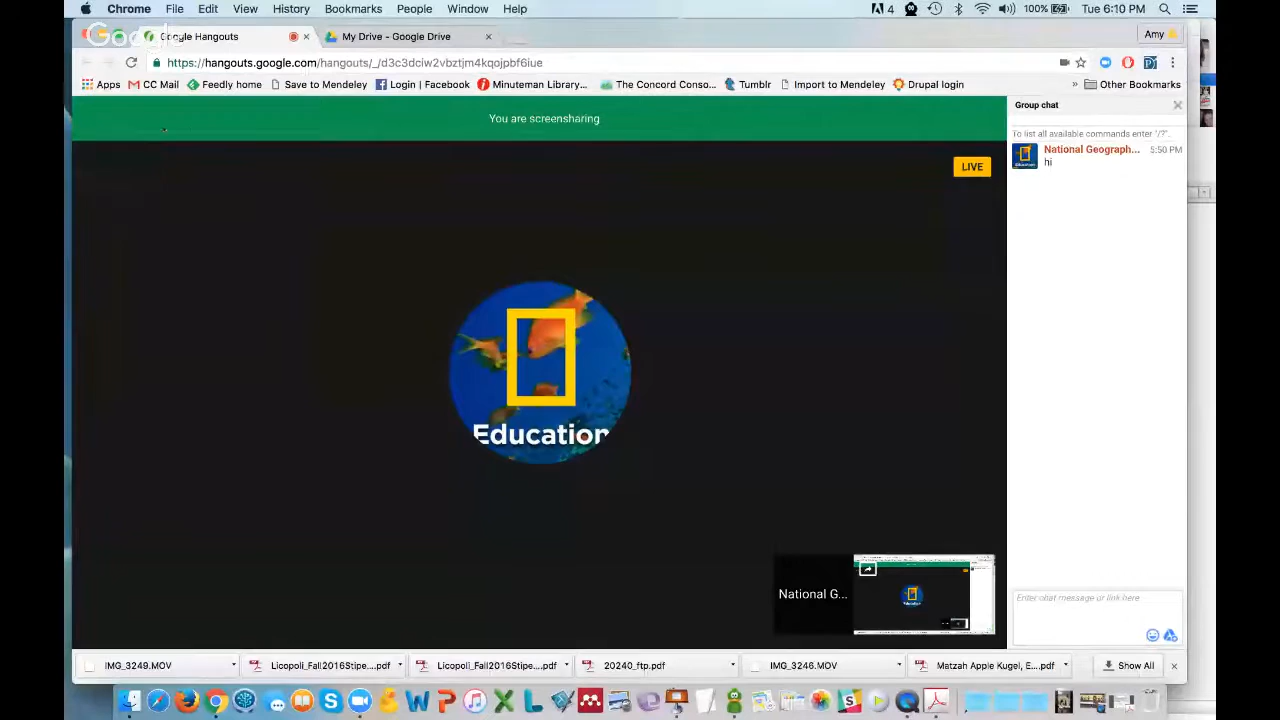 Chrome File Edit View History Bookmarks People Window Help 4 100% Tue 6:10 PM
Google
Google Hangouts My Drive - Google Drive Amy
https://hangouts.google.com/hangouts/_/d3c3dciw2vbztjm4kqojpbf6iue
Apps CC Mail Feedly home Save to Mendeley Login | Facebook Minuteman Library... The Concord Conso... Tumblr Import to Mendeley Drupal login » Other Bookmarks
You are screensharing
Group chat
To list all available commands enter "/?".
National Geograph... 5:50 PM
hi
LIVE
Education
National G...
Enter chat message or link here
IMG_3249.MOV Licopoli_Fall2016Stipe....pdf Licopoli_Fall2016Stipe....pdf 20240_ftp.pdf IMG_3246.MOV Matzah Apple Kugel, E....pdf Show All